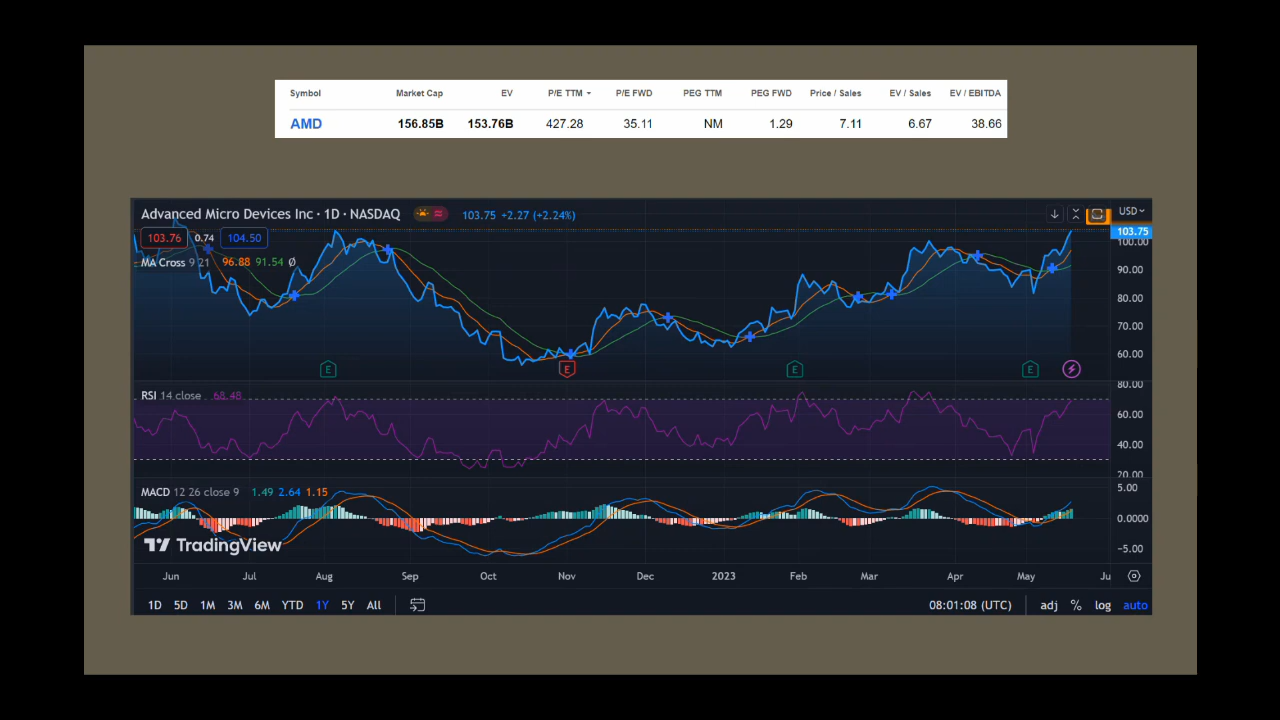 Symbol Market Cap EV P/E TTM P/E FWD PEG TTM PEG FWD Price / Sales EV / Sales EV / EBITDA
AMD 156.85B 153.76B 427.28 35.11 NM 1.29 7.11 6.67 38.66
Advanced Micro Devices Inc · 1D · NASDAQ 103.75 +2.27 (+2.24%) USD
103.76 0.74 104.50 103.75
100.00
MA Cross 9 21 96.88 91.54 Ø
90.00
80.00
70.00
60.00
E E E E
80.00
RSI 14 close 68.48
60.00
40.00
20.00
MACD 12 26 close 9 1.49 2.64 1.15 5.00
0.0000
TradingView −5.00
Jun Jul Aug Sep Oct Nov Dec 2023 Feb Mar Apr May Ju
1D 5D 1M 3M 6M YTD 1Y 5Y All 08:01:08 (UTC) adj % log auto